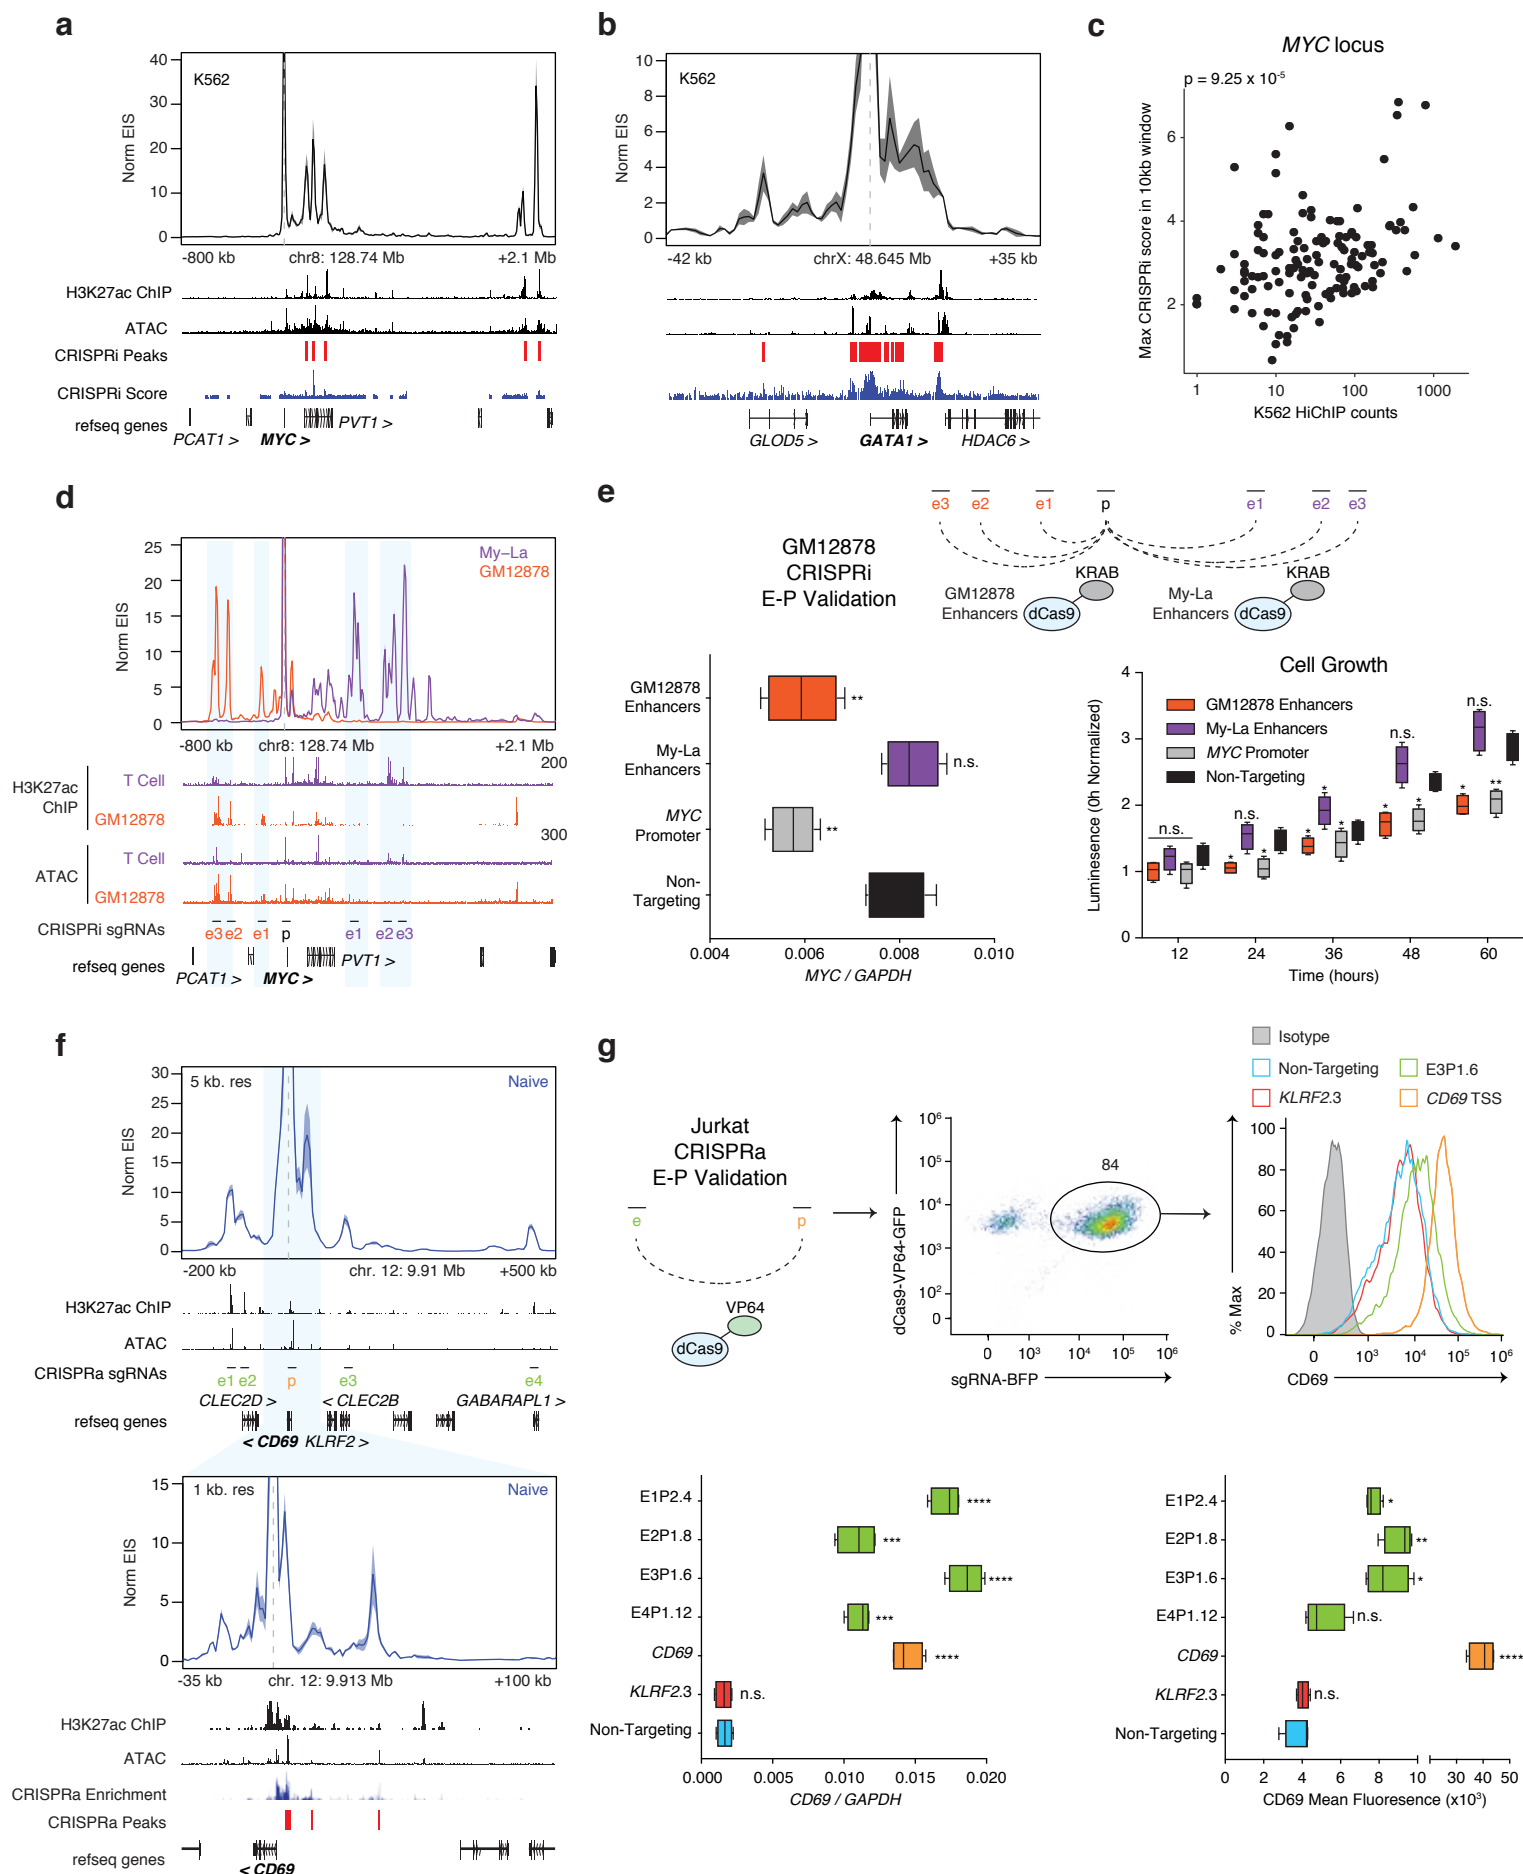 a
K562
Norm EIS
40
30
20
10
0
-800 kb
chr8: 128.74 Mb
+2.1 Mb
H3K27ac ChIP
ATAC
CRISPRi Peaks
CRISPRi Score
refseq genes
PCAT1 >
MYC >
PVT1 >
b
K562
Norm EIS
10
8
6
4
2
0
-42 kb
chrX: 48.645 Mb
+35 kb
GLOD5 >
GATA1 >
HDAC6 >
c
MYC locus
p = 9.25 x 10-5
Max CRISPRi score in 10kb window
6
4
2
1
10
100
1000
K562 HiChIP counts
d
My–La
GM12878
Norm EIS
25
20
15
10
5
0
-800 kb
chr8: 128.74 Mb
+2.1 Mb
200
H3K27ac
ChIP
T Cell
GM12878
300
ATAC
T Cell
GM12878
CRISPRi sgRNAs
e3 e2 e1 p e1 e2 e3
refseq genes
PCAT1 >
MYC >
PVT1 >
e
GM12878
CRISPRi
E-P Validation
e3 e2 e1 p e1 e2 e3
GM12878
Enhancers
dCas9
KRAB
My-La
Enhancers
dCas9
KRAB
GM12878
Enhancers
**
My-La
Enhancers
n.s.
MYC
Promoter
**
Non-
Targeting
0.004
0.006
0.008
0.010
MYC / GAPDH
Cell Growth
Luminesence (0h Normalized)
4
3
2
1
0
GM12878 Enhancers
My-La Enhancers
MYC Promoter
Non-Targeting
n.s.
* n.s. *
* * *
* n.s. *
* n.s. **
12
24
36
48
60
Time (hours)
f
5 kb. res
Naive
Norm EIS
30
25
20
15
10
5
0
-200 kb
chr. 12: 9.91 Mb
+500 kb
H3K27ac ChIP
ATAC
CRISPRa sgRNAs
e1 e2 p e3 e4
CLEC2D >
< CLEC2B
GABARAPL1 >
refseq genes
< CD69
KLRF2 >
1 kb. res
Naive
Norm EIS
15
10
5
0
-35 kb
chr. 12: 9.913 Mb
+100 kb
H3K27ac ChIP
ATAC
CRISPRa Enrichment
CRISPRa Peaks
refseq genes
< CD69
g
Jurkat
CRISPRa
E-P Validation
e
p
dCas9
VP64
dCas9-VP64-GFP
106
105
104
103
102
0
84
0
103
104
105
106
sgRNA-BFP
Isotype
Non-Targeting
KLRF2.3
E3P1.6
CD69 TSS
% Max
100
80
60
40
20
0
0
103
104
105
106
CD69
E1P2.4
****
E2P1.8
***
E3P1.6
****
E4P1.12
***
CD69
****
KLRF2.3
n.s.
Non-Targeting
0.000
0.005
0.010
0.015
0.020
CD69 / GAPDH
E1P2.4
*
E2P1.8
**
E3P1.6
*
E4P1.12
n.s.
CD69
****
KLRF2.3
n.s.
Non-Targeting
0
2
4
6
8
10
30
40
50
CD69 Mean Fluoresence (x103)